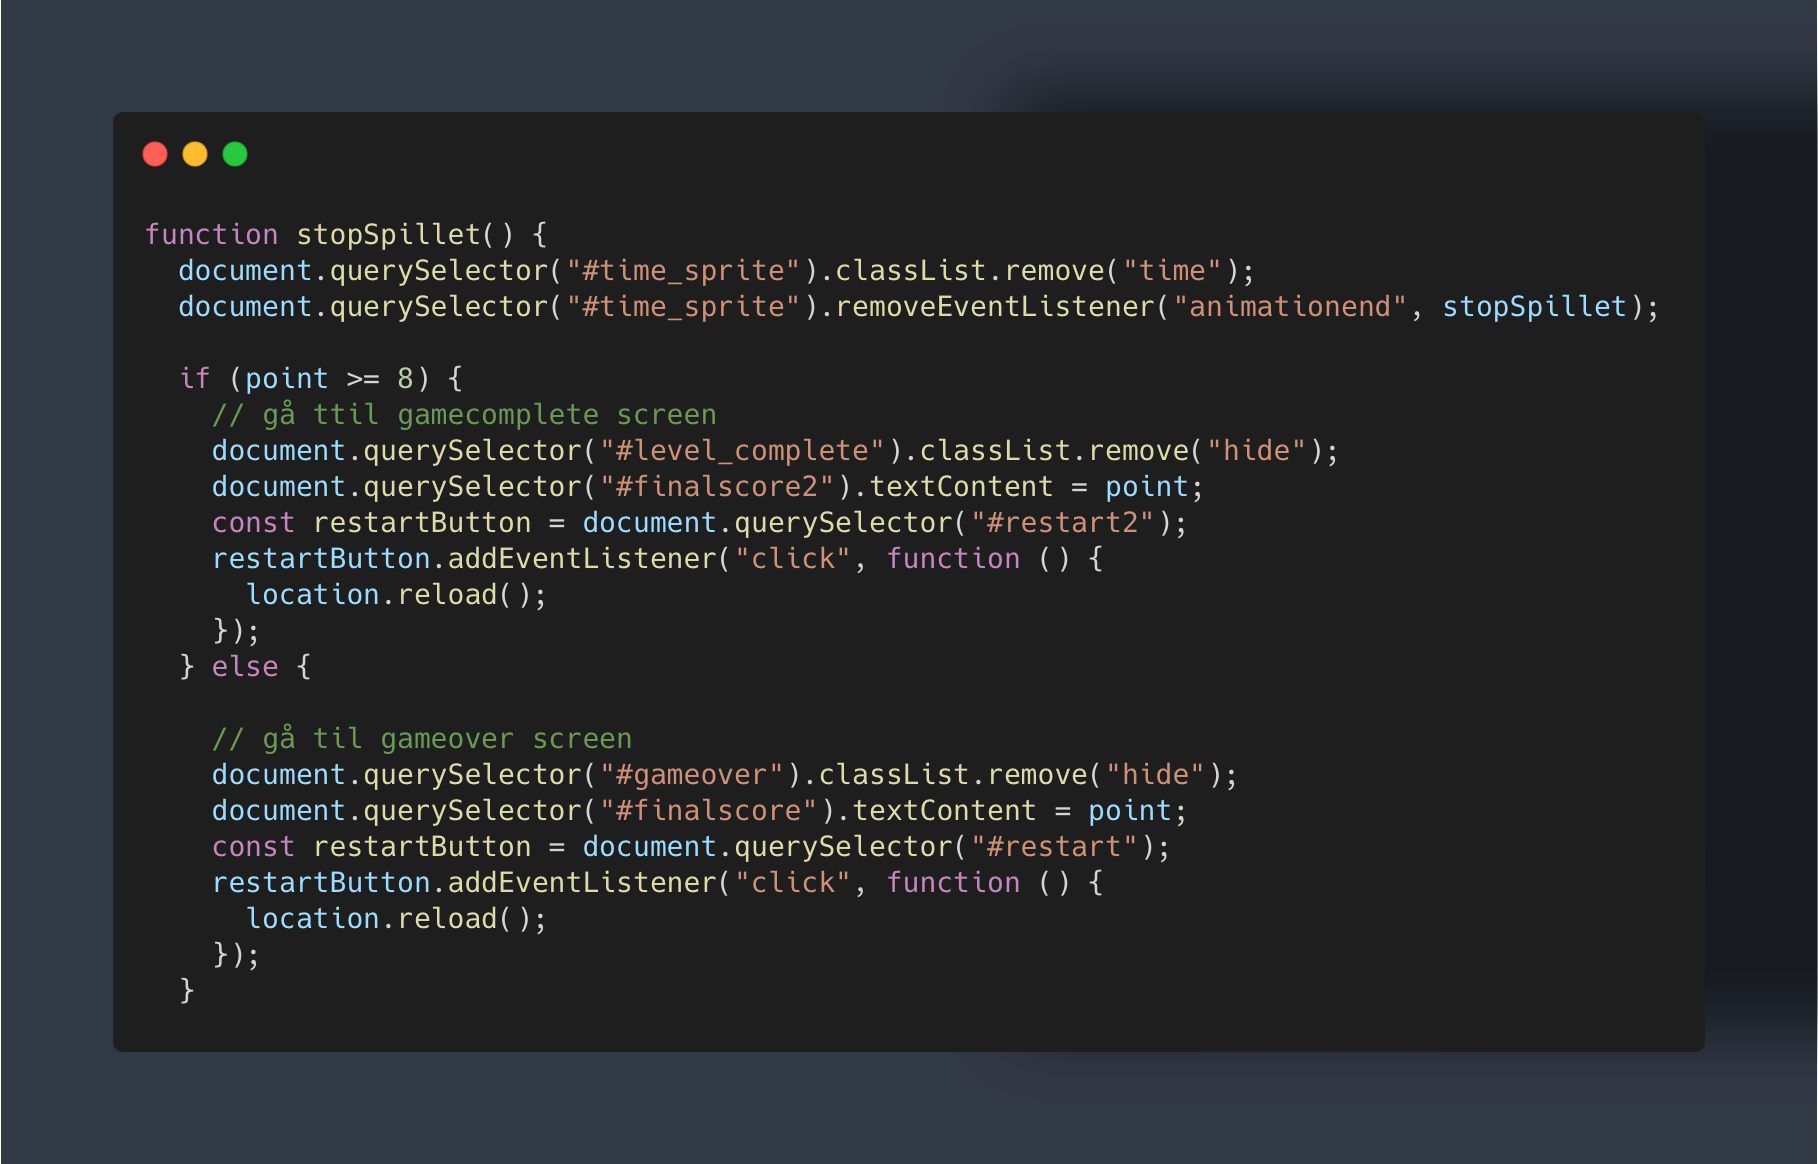 function stopSpillet() {
  document.querySelector("#time_sprite").classList.remove("time");
  document.querySelector("#time_sprite").removeEventListener("animationend", stopSpillet);

  if (point >= 8) {
    // gå ttil gamecomplete screen
    document.querySelector("#level_complete").classList.remove("hide");
    document.querySelector("#finalscore2").textContent = point;
    const restartButton = document.querySelector("#restart2");
    restartButton.addEventListener("click", function () {
      location.reload();
    });
  } else {

    // gå til gameover screen
    document.querySelector("#gameover").classList.remove("hide");
    document.querySelector("#finalscore").textContent = point;
    const restartButton = document.querySelector("#restart");
    restartButton.addEventListener("click", function () {
      location.reload();
    });
  }